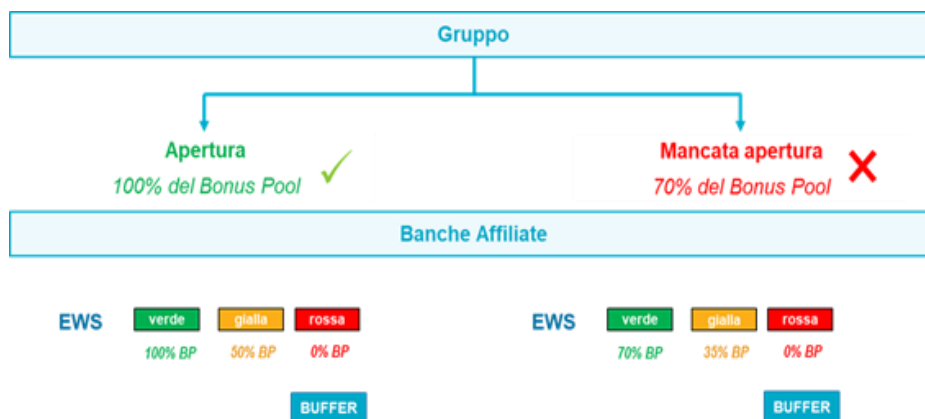 Gruppo
Apertura
100% del Bonus Pool
Mancata apertura
70% del Bonus Pool
Banche Affiliate
EWS verde gialla rossa
100% BP 50% BP 0% BP
BUFFER
EWS verde gialla rossa
70% BP 35% BP 0% BP
BUFFER